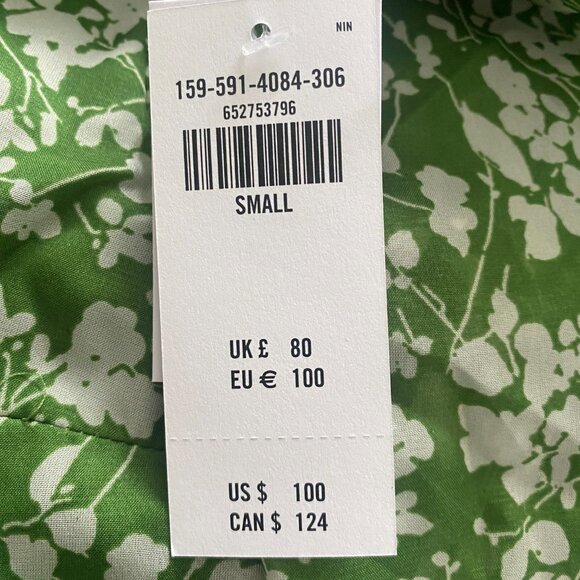 NIN
159-591-4084-306
652753796
SMALL
UK £ 80
EU € 100
US $ 100
CAN $ 124